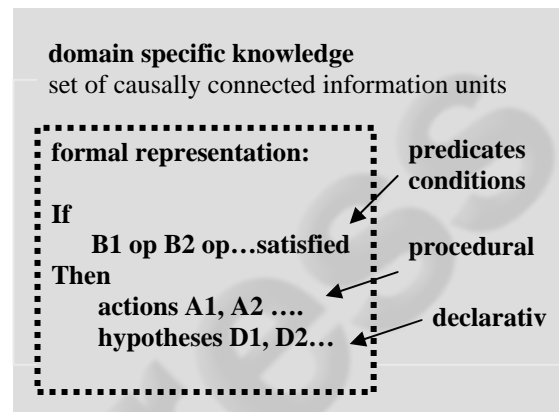 domain specific knowledge
set of causally connected information units
formal representation:
predicates
conditions
If
B1 op B2 op…satisfied
procedural
Then
actions A1, A2 ….
declarativ
hypotheses D1, D2…